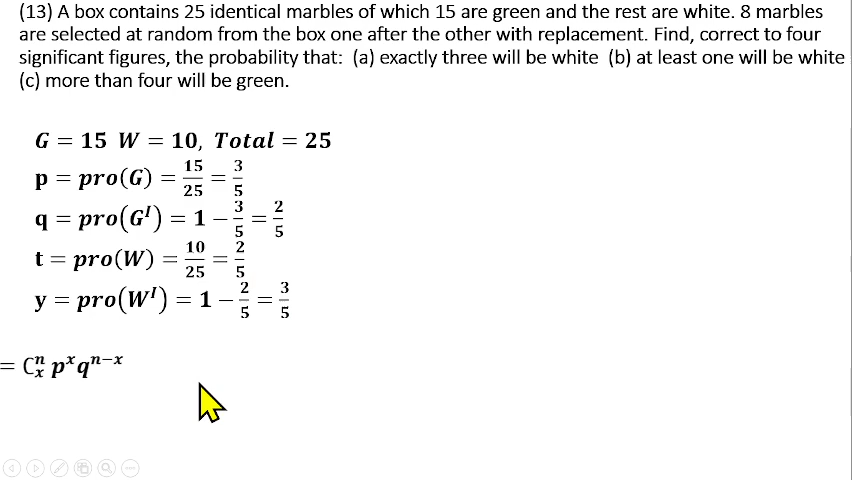 (13) A box contains 25 identical marbles of which 15 are green and the rest are white. 8 marbles
are selected at random from the box one after the other with replacement. Find, correct to four
significant figures, the probability that: (a) exactly three will be white (b) at least one will be white
(c) more than four will be green.
G = 15 W = 10, Total = 25
p = pro(G) = 15/25 = 3/5
q = pro(G^I) = 1 − 3/5 = 2/5
t = pro(W) = 10/25 = 2/5
y = pro(W^I) = 1 − 2/5 = 3/5
= C^n_x p^x q^{n−x}